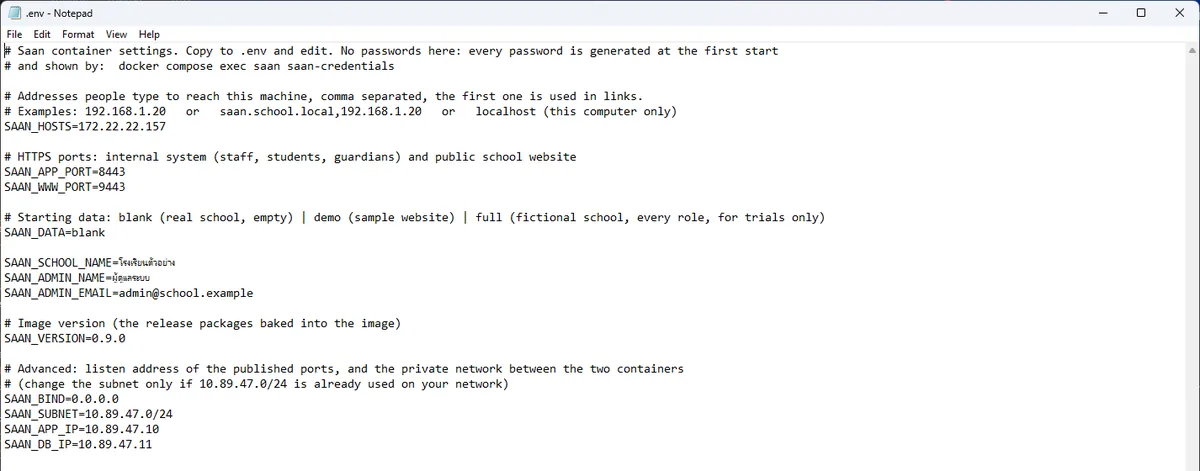 .env - Notepad
File Edit Format View Help
# Saan container settings. Copy to .env and edit. No passwords here: every password is generated at the first start
# and shown by:  docker compose exec saan saan-credentials

# Addresses people type to reach this machine, comma separated, the first one is used in links.
# Examples: 192.168.1.20   or   saan.school.local,192.168.1.20   or   localhost (this computer only)
SAAN_HOSTS=172.22.22.157

# HTTPS ports: internal system (staff, students, guardians) and public school website
SAAN_APP_PORT=8443
SAAN_WWW_PORT=9443

# Starting data: blank (real school, empty) | demo (sample website) | full (fictional school, every role, for trials only)
SAAN_DATA=blank

SAAN_SCHOOL_NAME=โรงเรียนตัวอย่าง
SAAN_ADMIN_NAME=ผู้ดูแลระบบ
SAAN_ADMIN_EMAIL=admin@school.example

# Image version (the release packages baked into the image)
SAAN_VERSION=0.9.0

# Advanced: listen address of the published ports, and the private network between the two containers
# (change the subnet only if 10.89.47.0/24 is already used on your network)
SAAN_BIND=0.0.0.0
SAAN_SUBNET=10.89.47.0/24
SAAN_APP_IP=10.89.47.10
SAAN_DB_IP=10.89.47.11